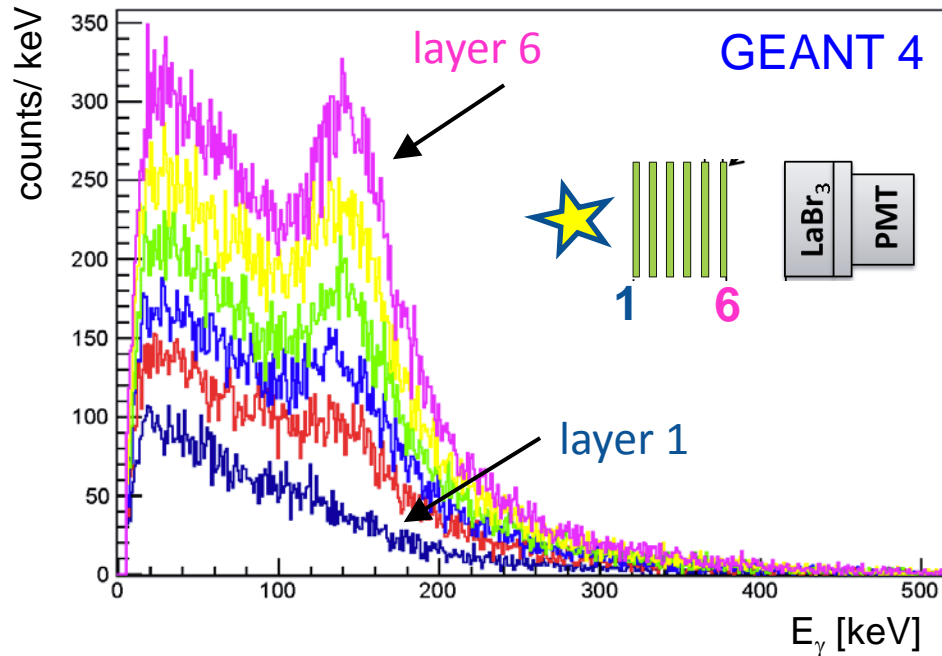 counts/ keV
350
300
250
200
150
100
50
0
layer 6
GEANT 4
LaBr₃
PMT
1
6
layer 1
0
100
200
300
400
500
Eᵧ [keV]